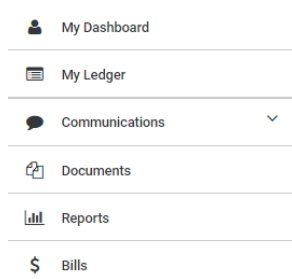 My Dashboard
My Ledger
Communications
Documents
Reports
Bills